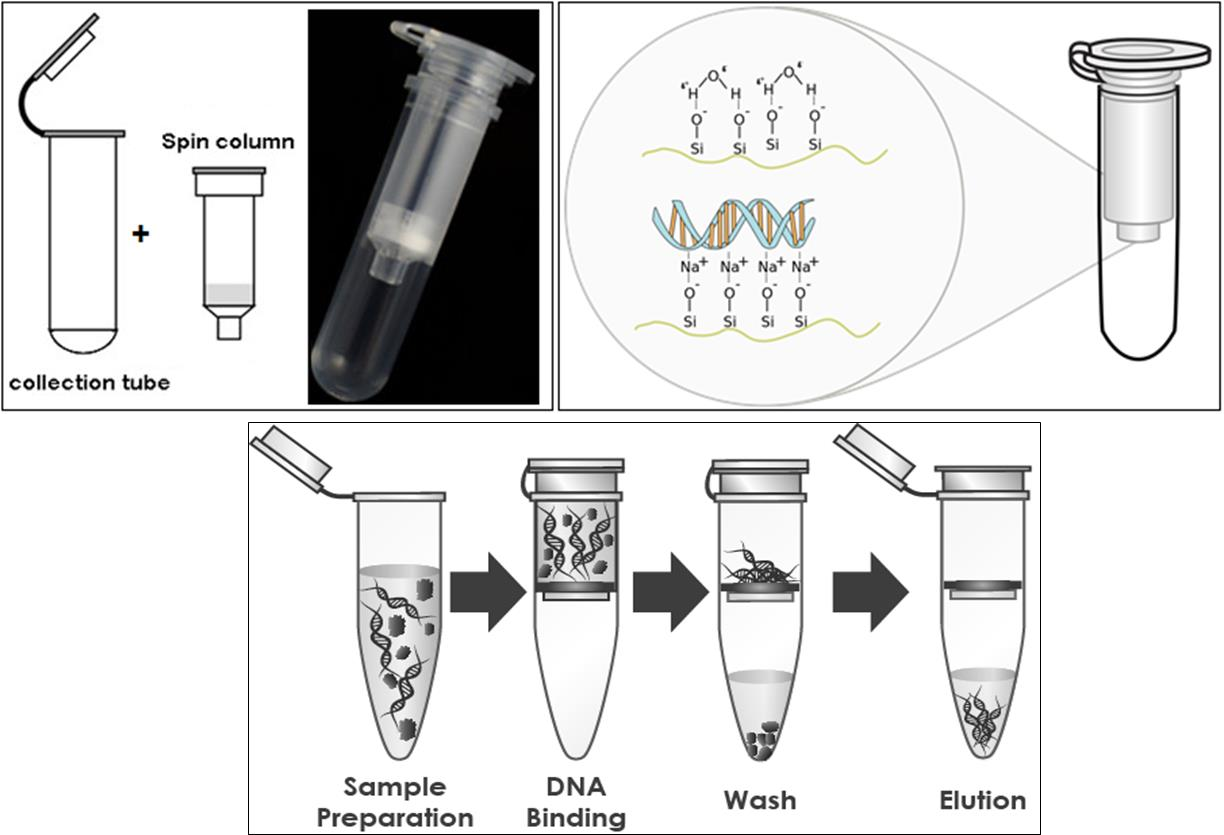 Spin column
+
collection tube
H O H H O H
O- O- O- O-
Si Si Si Si
Na+ Na+ Na+ Na+
O- O- O- O-
Si Si Si Si
Sample
Preparation
DNA
Binding
Wash
Elution